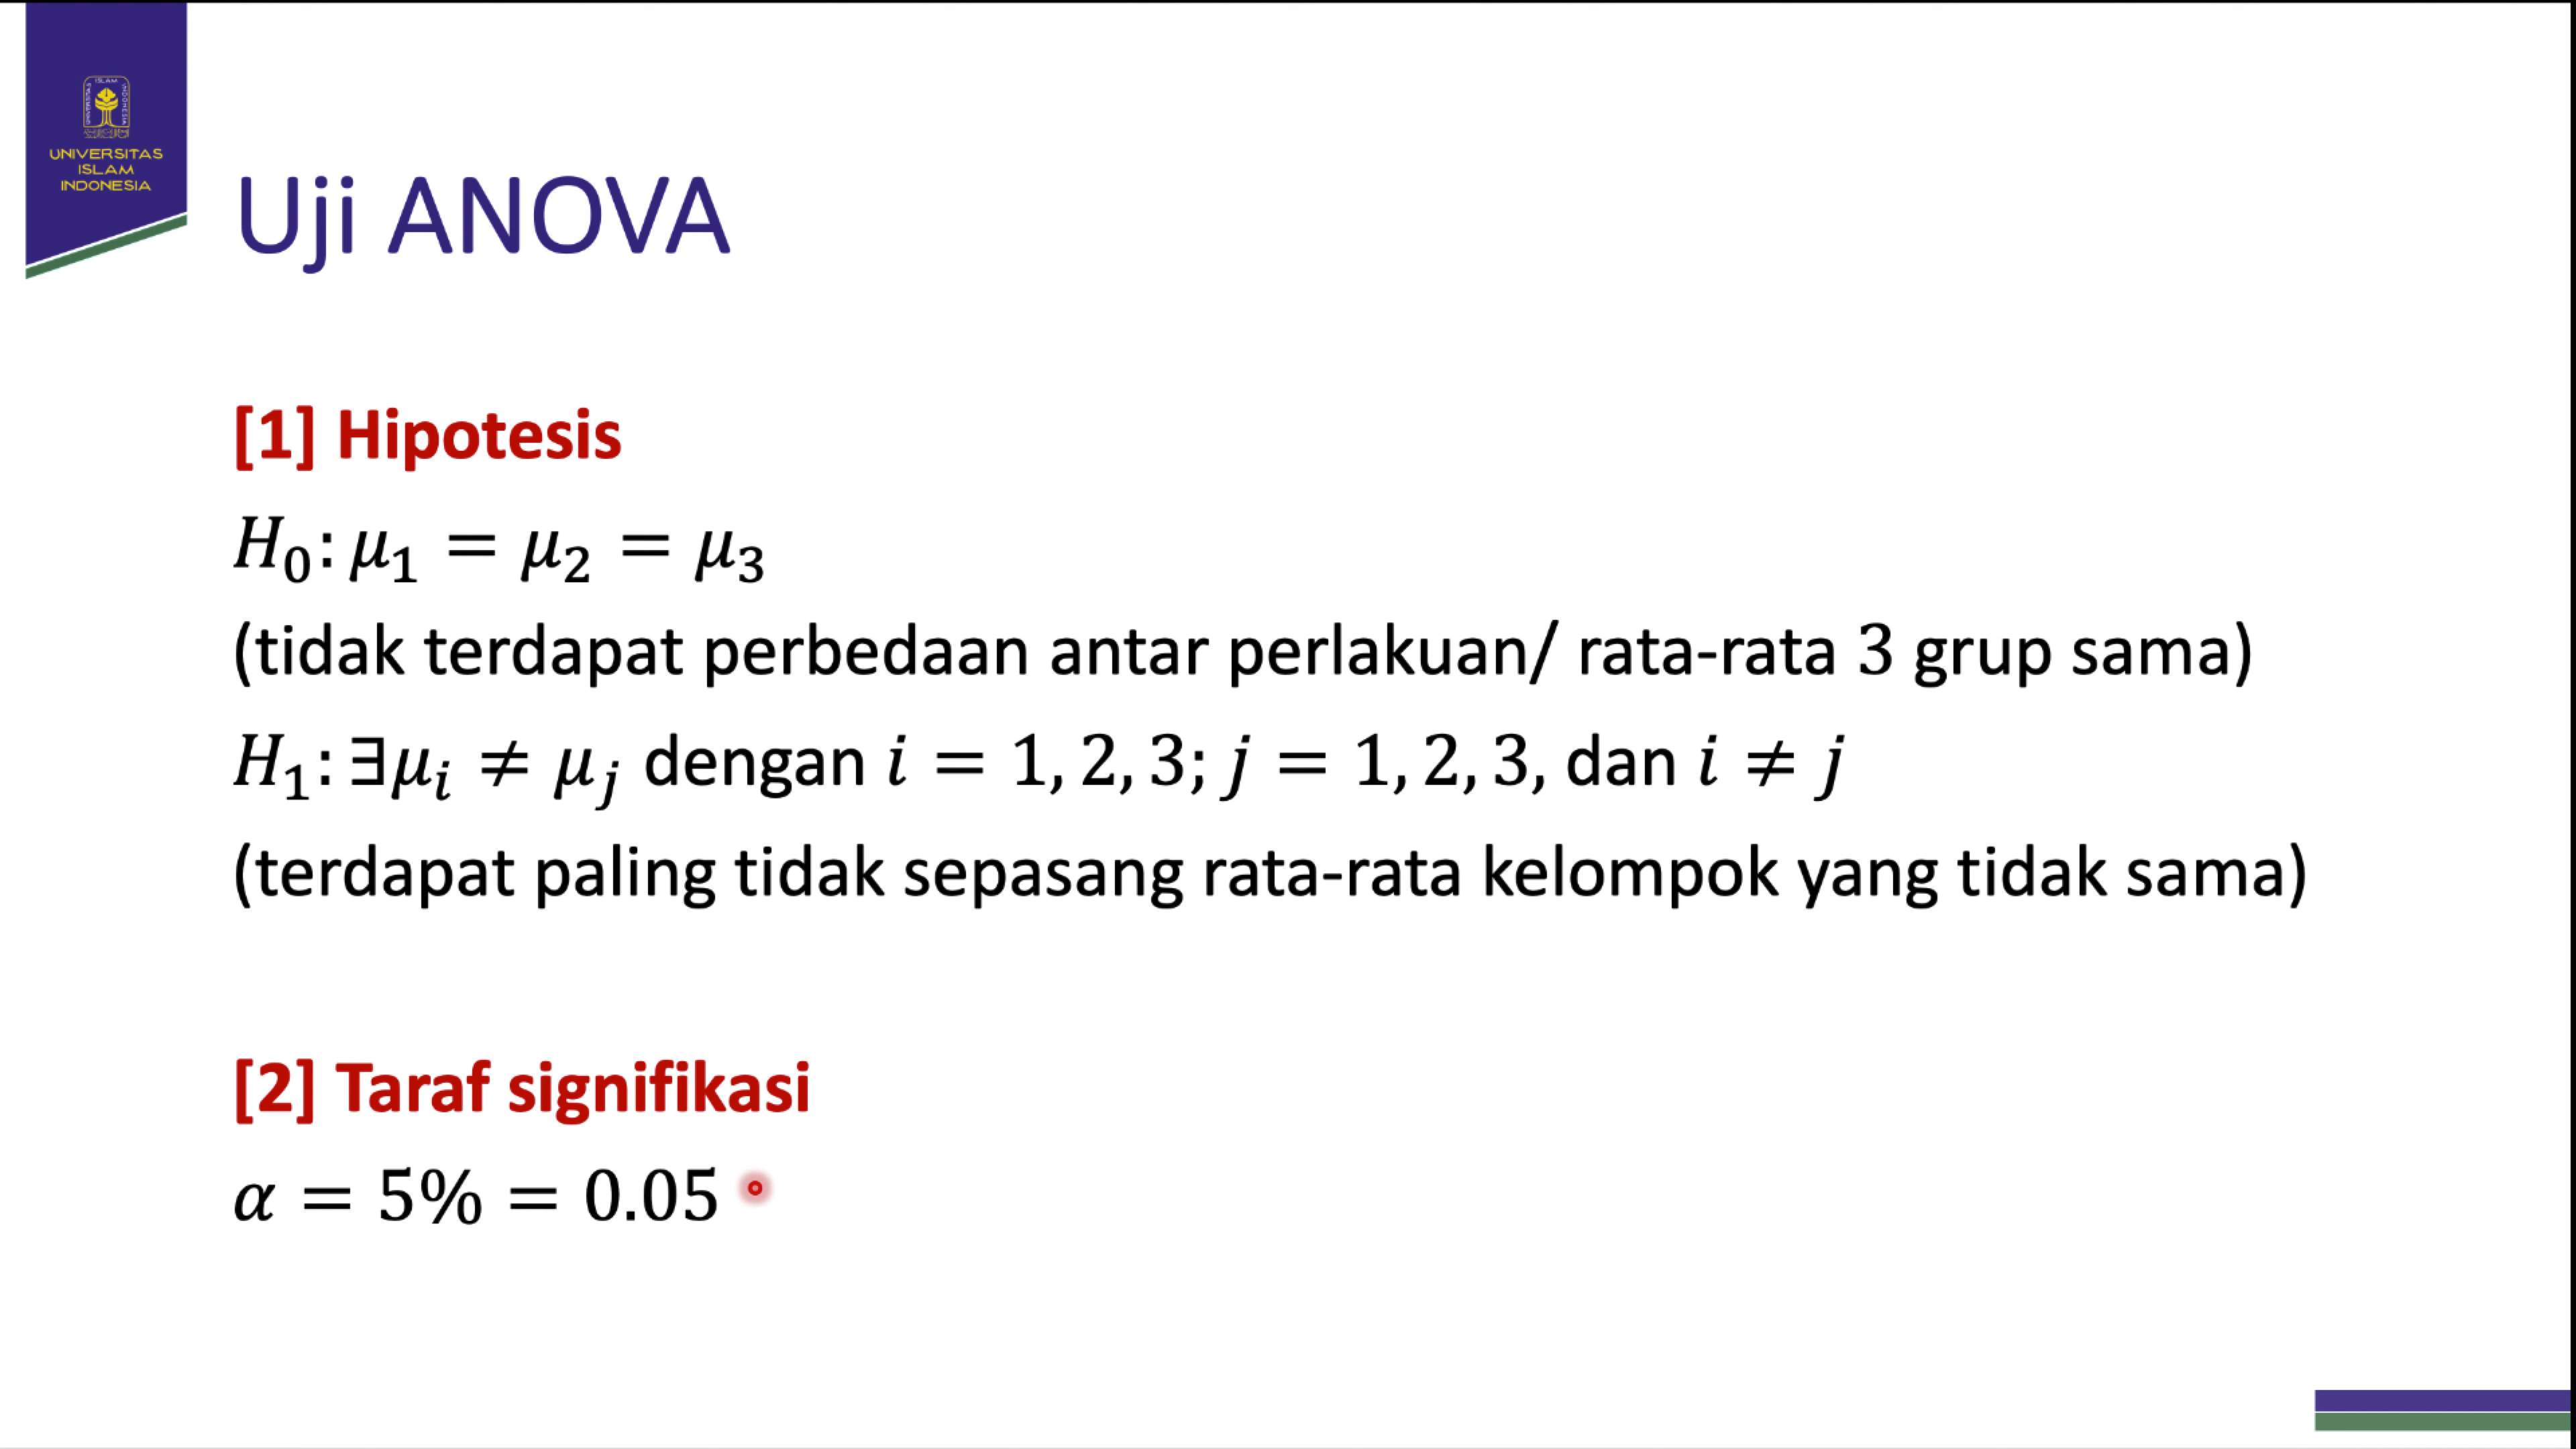 UNIVERSITAS
ISLAM
INDONESIA
Uji ANOVA
[1] Hipotesis
H₀: μ₁ = μ₂ = μ₃
(tidak terdapat perbedaan antar perlakuan/ rata-rata 3 grup sama)
H₁: ∃μᵢ ≠ μⱼ dengan i = 1, 2, 3; j = 1, 2, 3, dan i ≠ j
(terdapat paling tidak sepasang rata-rata kelompok yang tidak sama)
[2] Taraf signifikasi
α = 5% = 0.05